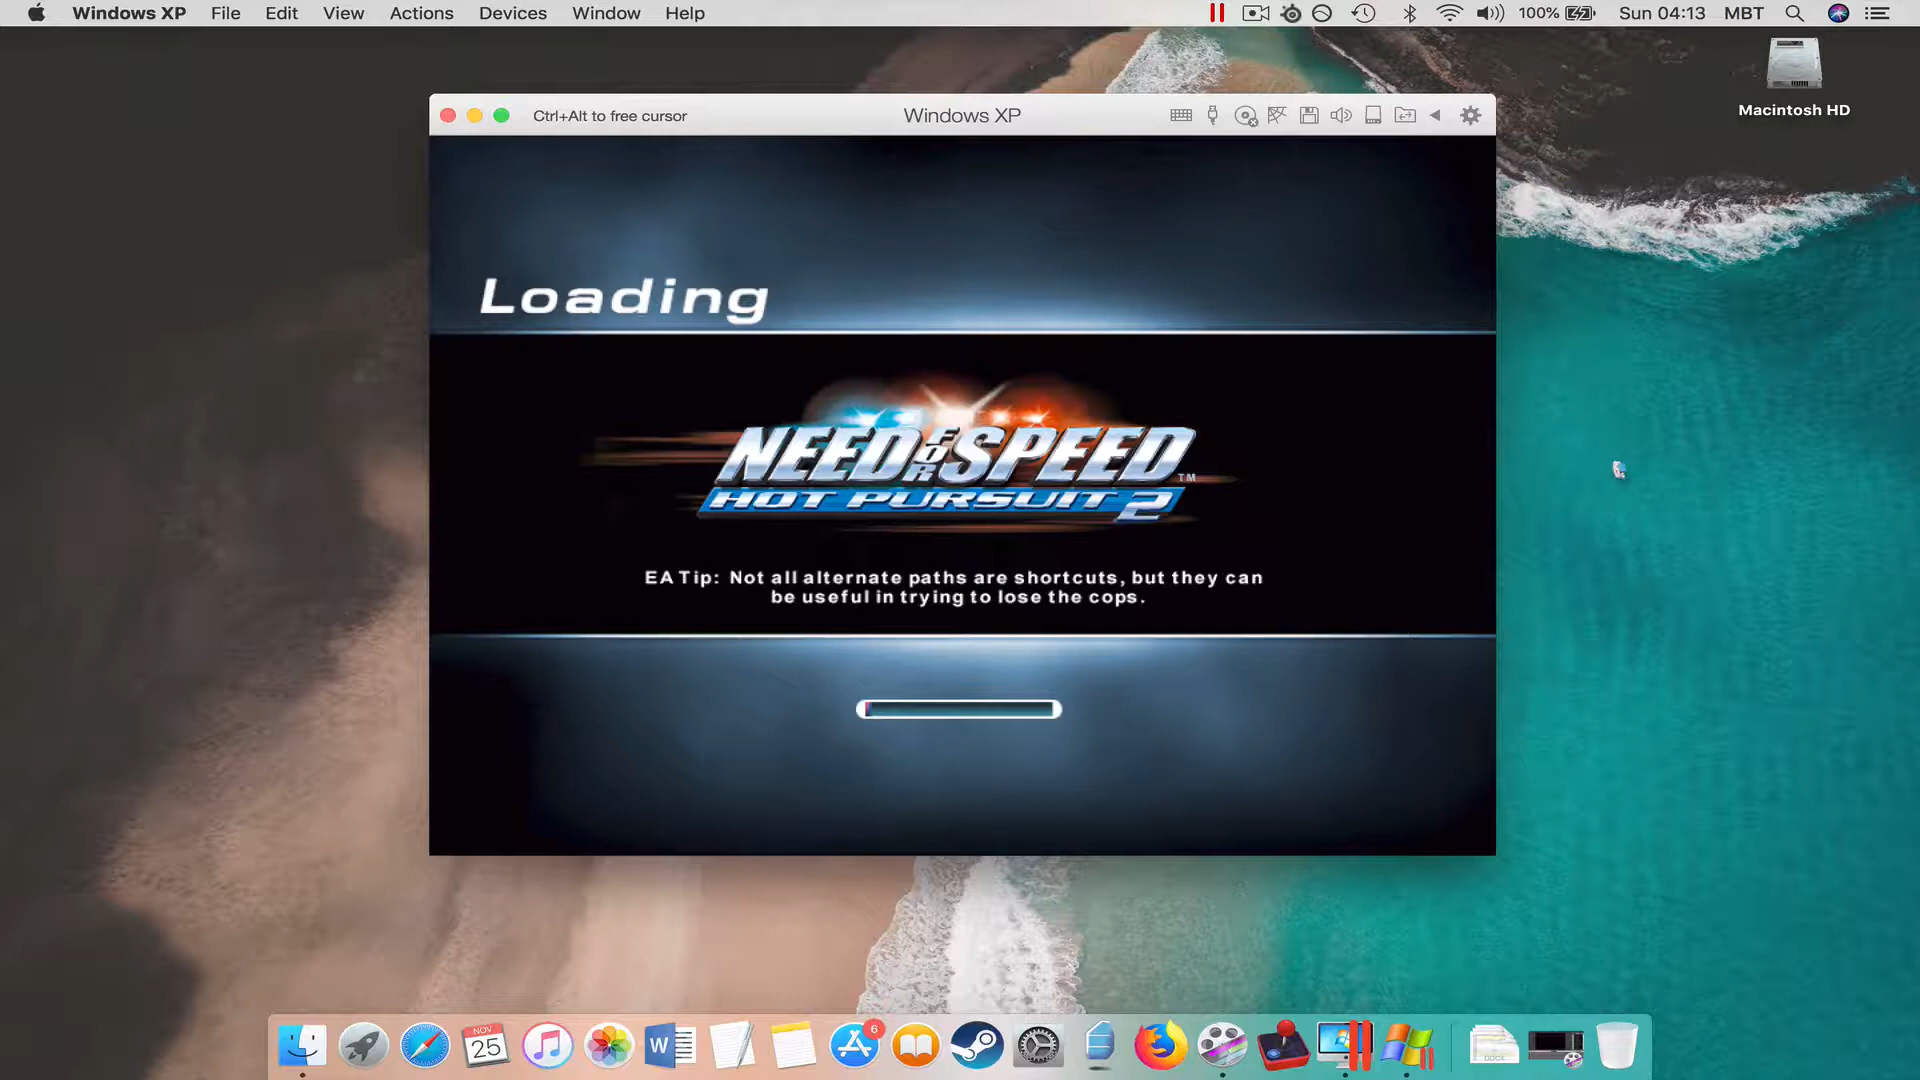 Windows XP File Edit View Actions Devices Window Help 100% Sun 04:13 MBT
Macintosh HD
Ctrl+Alt to free cursor Windows XP
Loading
NEED FOR SPEED TM
HOT PURSUIT 2
EA Tip: Not all alternate paths are shortcuts, but they can
be useful in trying to lose the cops.
NOV
25
W
6
DOCX